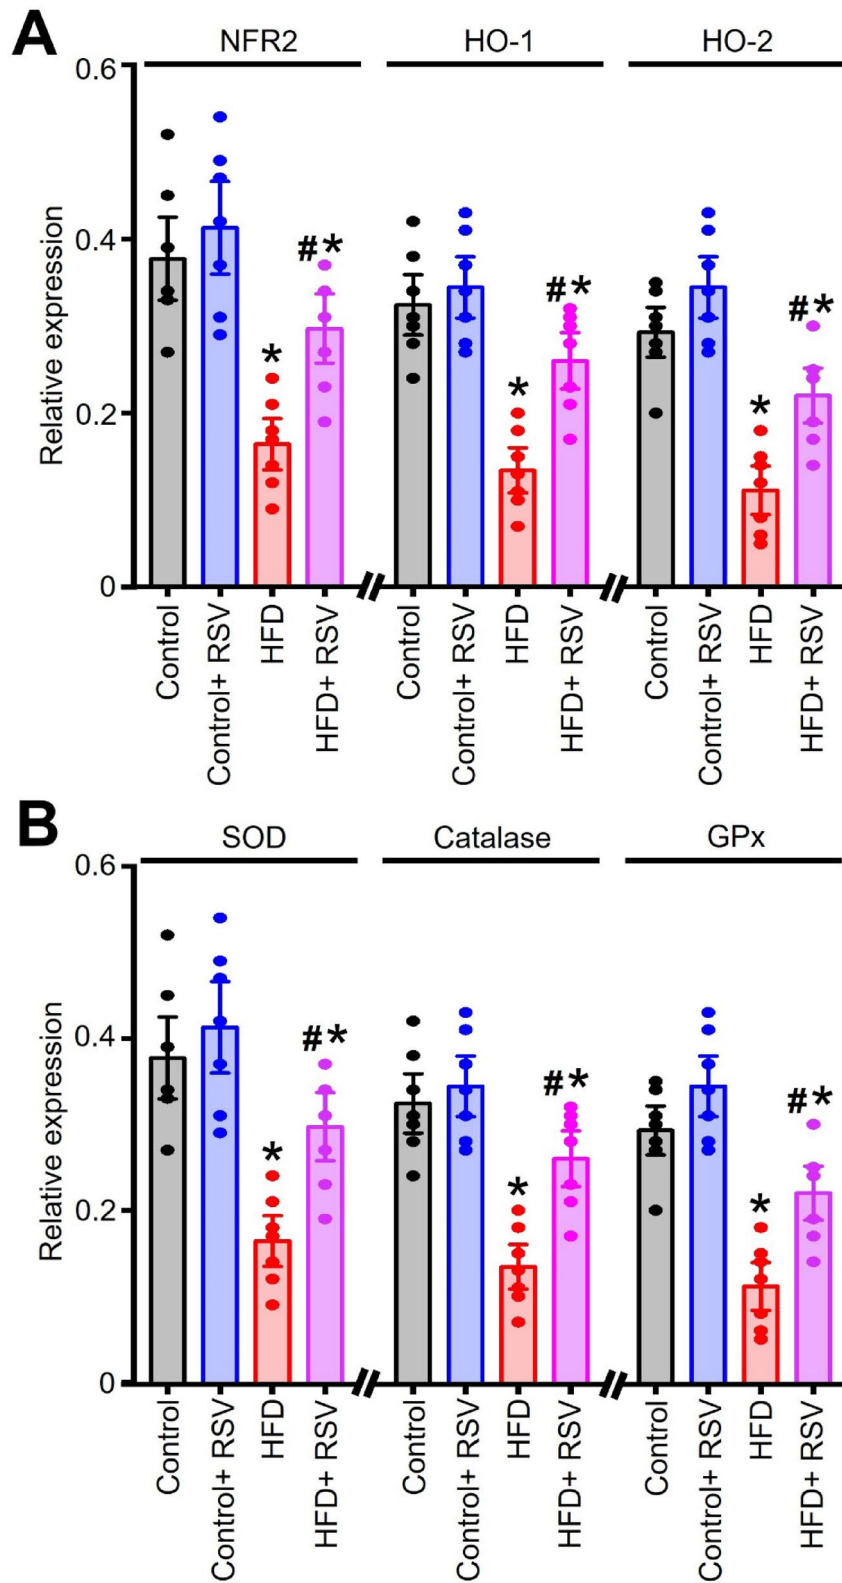 A
NFR2 HO-1 HO-2
Relative expression
0.6
0.4
0.2
0
#* #* #*
* * *
Control Control+ RSV HFD HFD+ RSV Control Control+ RSV HFD HFD+ RSV Control Control+ RSV HFD HFD+ RSV
B
SOD Catalase GPx
Relative expression
0.6
0.4
0.2
0
#* #* #*
* * *
Control Control+ RSV HFD HFD+ RSV Control Control+ RSV HFD HFD+ RSV Control Control+ RSV HFD HFD+ RSV